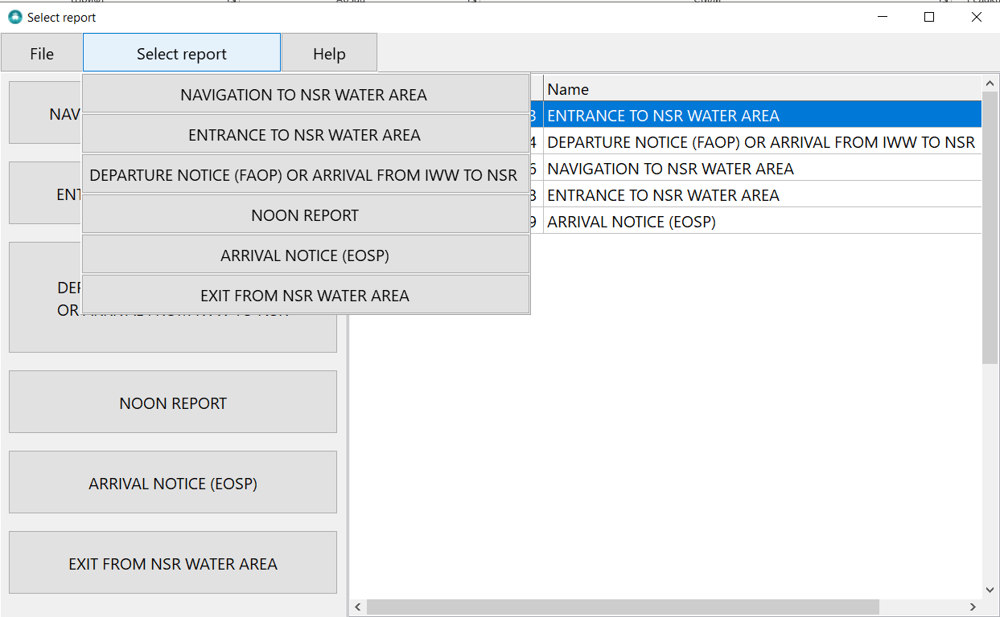 Select report
File
Select report
Help
NAVIGATION TO NSR WATER AREA
ENTRANCE TO NSR WATER AREA
DEPARTURE NOTICE (FAOP) OR ARRIVAL FROM IWW TO NSR
NOON REPORT
ARRIVAL NOTICE (EOSP)
EXIT FROM NSR WATER AREA
Name
3 ENTRANCE TO NSR WATER AREA
4 DEPARTURE NOTICE (FAOP) OR ARRIVAL FROM IWW TO NSR
6 NAVIGATION TO NSR WATER AREA
3 ENTRANCE TO NSR WATER AREA
9 ARRIVAL NOTICE (EOSP)
NAV
ENT
DEP
OR
NOON REPORT
ARRIVAL NOTICE (EOSP)
EXIT FROM NSR WATER AREA